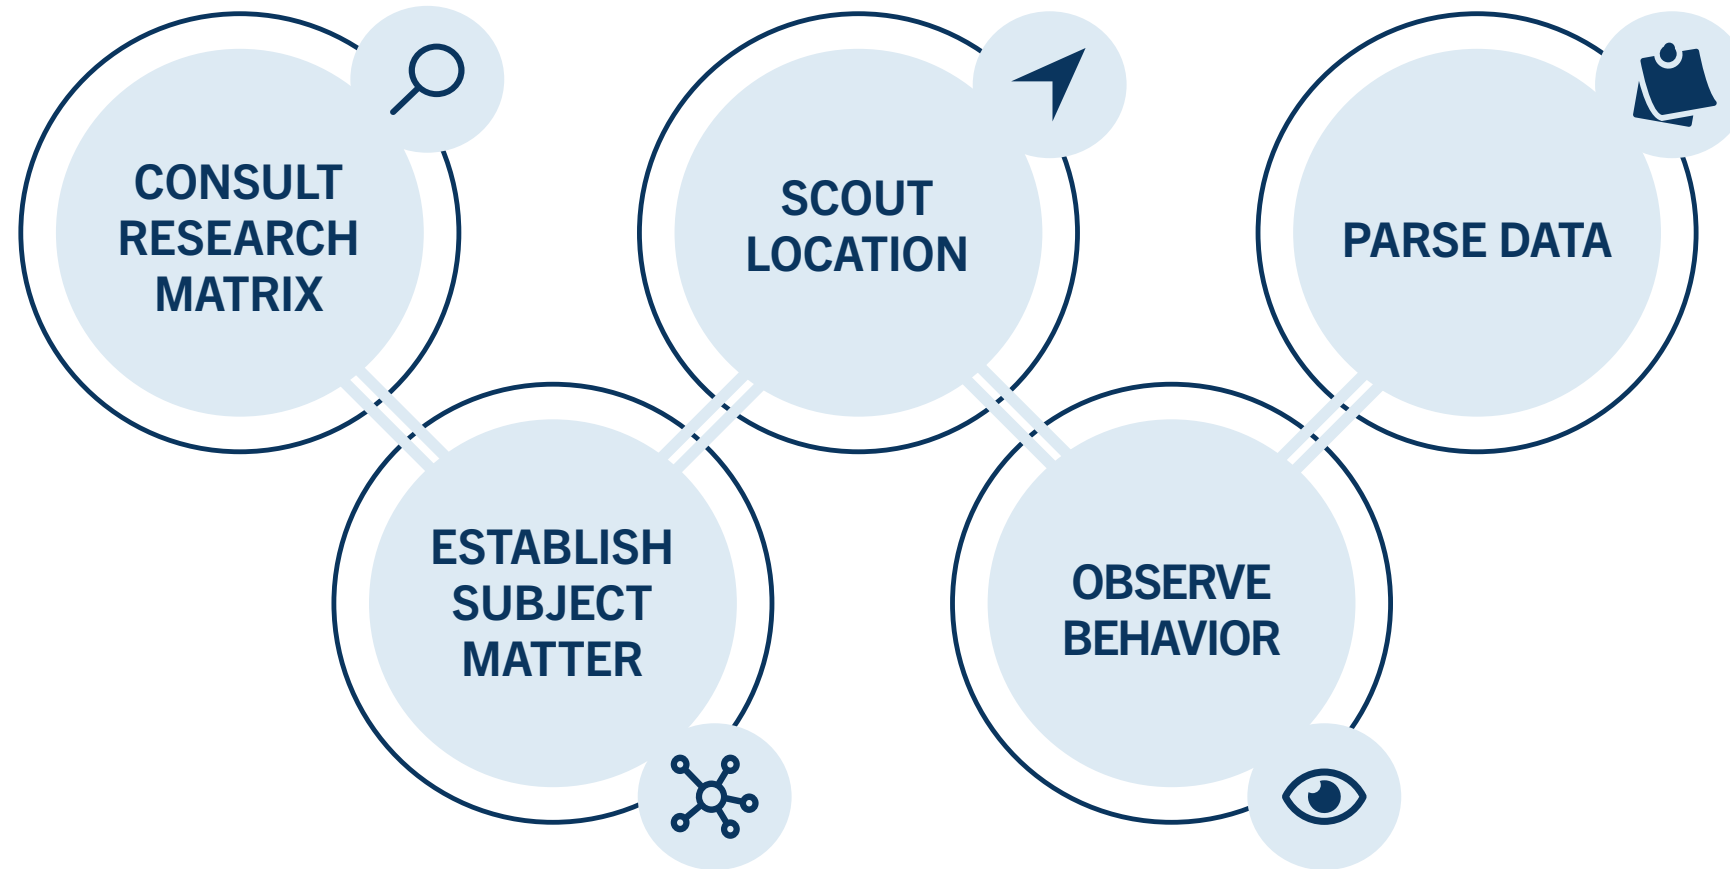 CONSULT
RESEARCH
MATRIX
ESTABLISH
SUBJECT
MATTER
SCOUT
LOCATION
OBSERVE
BEHAVIOR
PARSE DATA